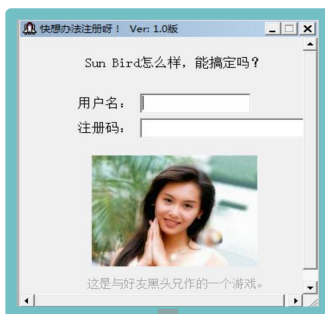 快想办法注册呀！ Ver: 1.0版
Sun Bird怎么样，能搞定吗？
用户名：
注册码：
这是与好友黑头兄作的一个游戏。